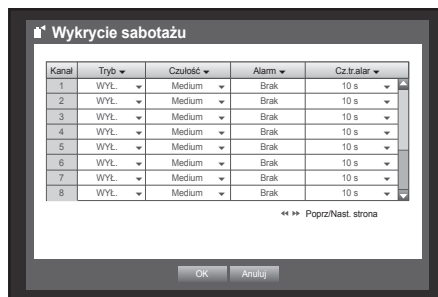 Wykrycie sabotażu
Kanał Tryb Czułość Alarm Cz.tr.alar
1 WYŁ. Medium Brak 10 s
2 WYŁ. Medium Brak 10 s
3 WYŁ. Medium Brak 10 s
4 WYŁ. Medium Brak 10 s
5 WYŁ. Medium Brak 10 s
6 WYŁ. Medium Brak 10 s
7 WYŁ. Medium Brak 10 s
8 WYŁ. Medium Brak 10 s
Poprz/Nast. strona
OK Anuluj